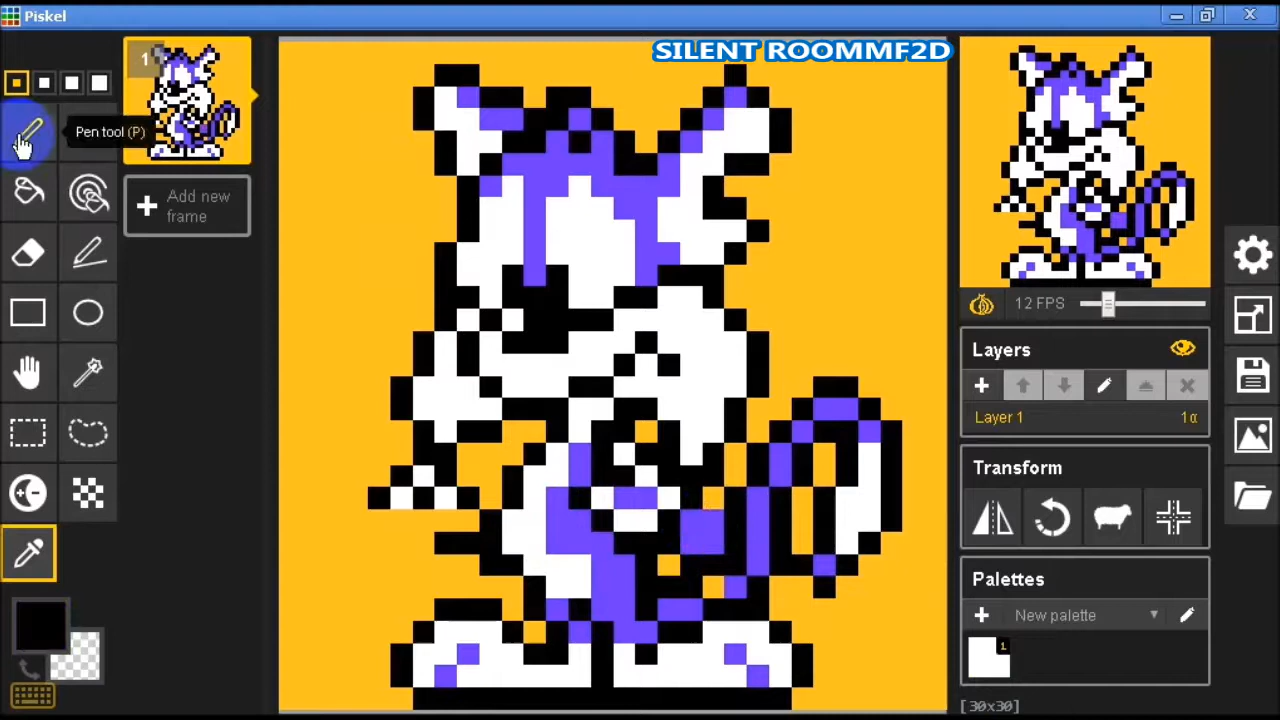 Piskel
SILENT ROOMMF2D
1
Pen tool (P)
Add new
frame
12 FPS
Layers
Layer 1
1α
Transform
Palettes
New palette
1
[30x30]